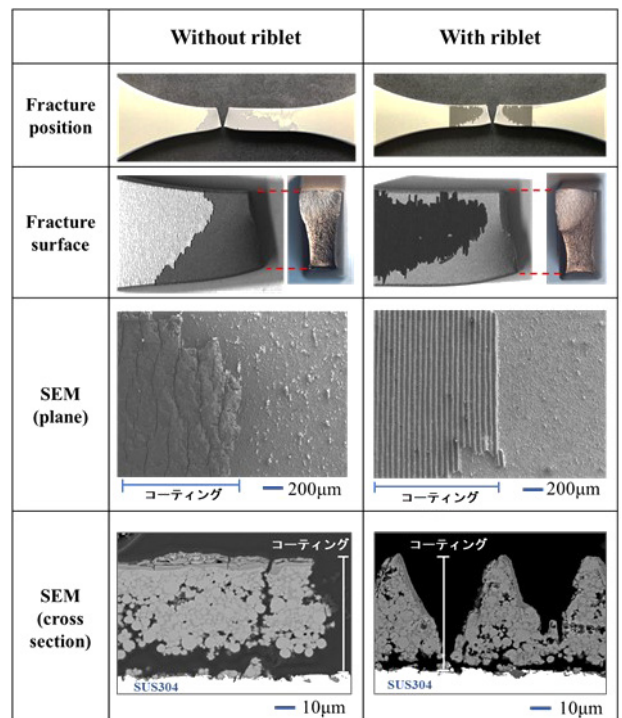 Without riblet
With riblet
Fracture
position
Fracture
surface
SEM
(plane)
コーティング
200μm
コーティング
200μm
SEM
(cross
section)
コーティング
SUS304
10μm
コーティング
SUS304
10μm